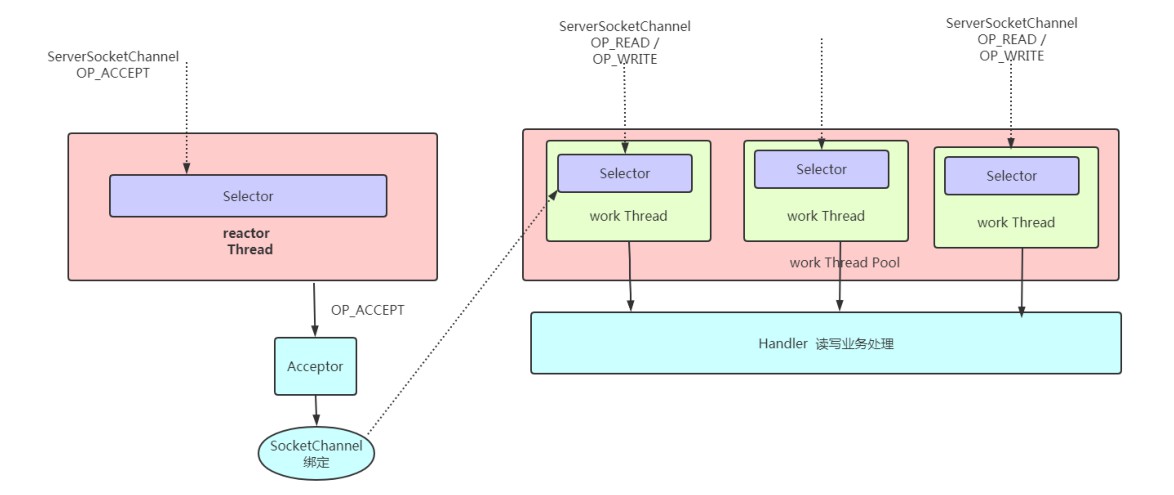 ServerSocketChannel
OP_ACCEPT
Selector
reactor
Thread
OP_ACCEPT
Acceptor
SocketChannel
绑定
ServerSocketChannel
OP_READ /
OP_WRITE
ServerSocketChannel
OP_READ /
OP_WRITE
Selector
work Thread
Selector
work Thread
Selector
work Thread
work Thread Pool
Handler 读写业务处理